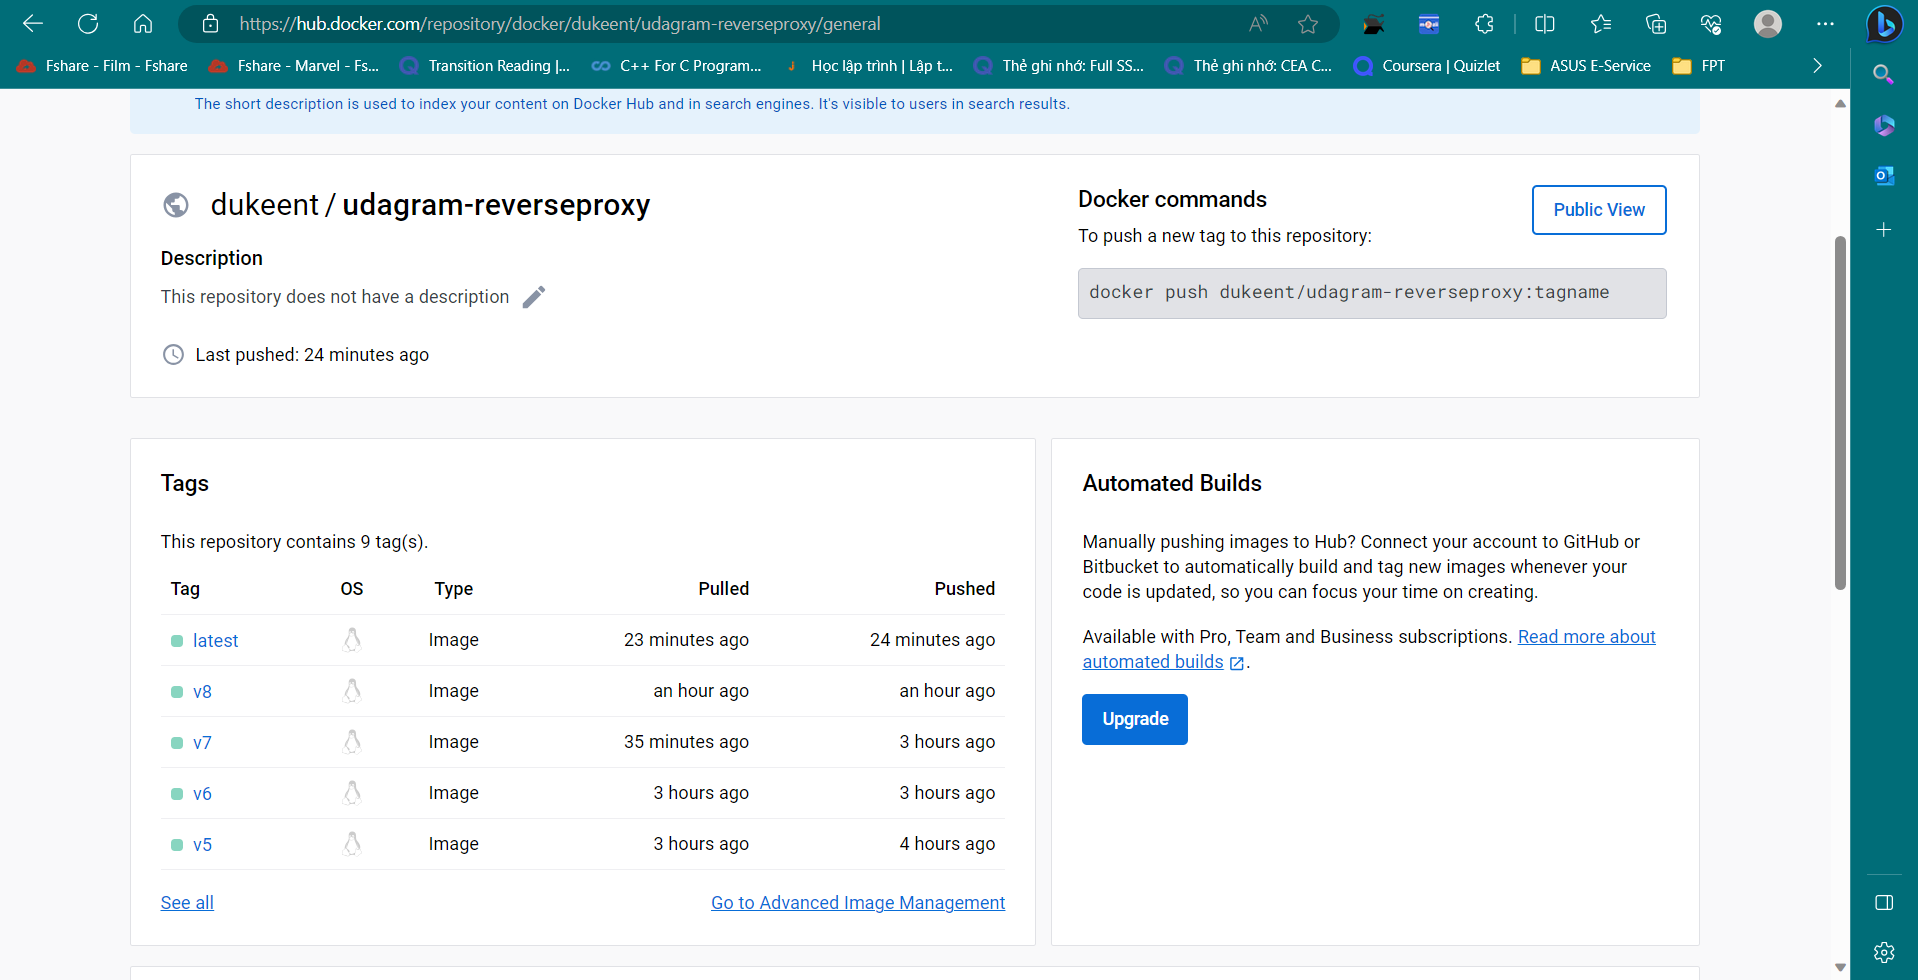 https://hub.docker.com/repository/docker/dukeent/udagram-reverseproxy/general
Fshare - Film - Fshare
Fshare - Marvel - Fs...
Transition Reading |...
C++ For C Program...
Học lập trình | Lập t...
Thẻ ghi nhớ: Full SS...
Thẻ ghi nhớ: CEA C...
Coursera | Quizlet
ASUS E-Service
FPT
The short description is used to index your content on Docker Hub and in search engines. It's visible to users in search results.
dukeent / udagram-reverseproxy
Description
This repository does not have a description
Last pushed: 24 minutes ago
Docker commands
Public View
To push a new tag to this repository:
docker push dukeent/udagram-reverseproxy:tagname
Tags
This repository contains 9 tag(s).
Tag OS Type Pulled Pushed
latest Image 23 minutes ago 24 minutes ago
v8 Image an hour ago an hour ago
v7 Image 35 minutes ago 3 hours ago
v6 Image 3 hours ago 3 hours ago
v5 Image 3 hours ago 4 hours ago
See all
Go to Advanced Image Management
Automated Builds
Manually pushing images to Hub? Connect your account to GitHub or
Bitbucket to automatically build and tag new images whenever your
code is updated, so you can focus your time on creating.
Available with Pro, Team and Business subscriptions. Read more about
automated builds .
Upgrade